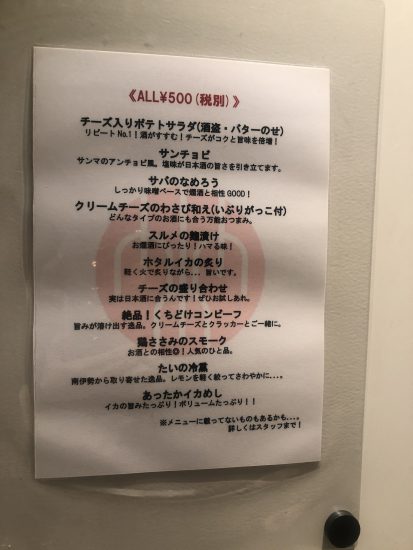 《ALL¥500(税別)》
チーズ入りポテトサラダ(酒盗・バターのせ)
リピートNo.1!酒がすすむ!チーズがコクと旨味を倍増!
サンチョビ
サンマのアンチョビ風。塩味が日本酒の旨さを引き立てます。
サバのなめろう
しっかり味噌ベースで燗酒と相性GOOD!
クリームチーズのわさび和え(いぶりがっこ付)
どんなタイプのお酒にも合う万能おつまみ。
スルメの麹漬け
お燗酒にぴったり!ハマる味!
ホタルイカの炙り
軽く火で炙りながら、、、旨いです。
チーズの盛り合わせ
実は日本酒に合うんです!ぜひお試しあれ。
絶品!くちどけコンビーフ
旨みが溶け出す逸品。クリームチーズとクラッカーとご一緒に。
鶏ささみのスモーク
お酒との相性◎!人気のひと品。
たいの冷薫
南伊勢から取り寄せた逸品。レモンを軽く絞ってさわやかに、、、。
あったかイカめし
イカの旨みたっぷり!ボリュームたっぷり!!
※メニューに載ってないものもあるかも、、、。
詳しくはスタッフまで!